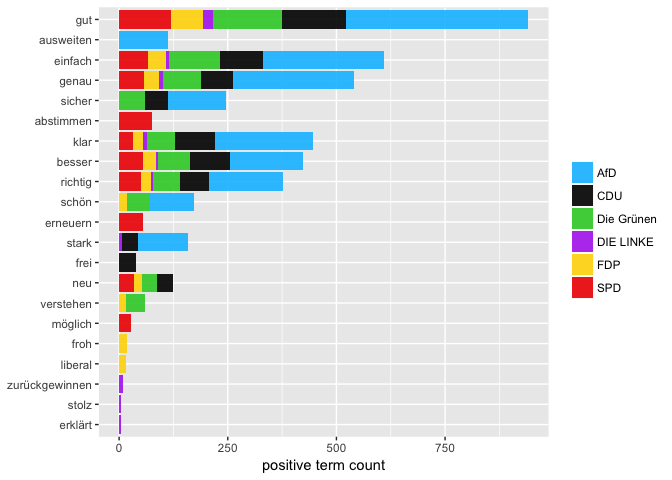 gut
ausweiten
einfach
genau
sicher
abstimmen
klar
besser
richtig
schön
erneuern
stark
frei
neu
verstehen
möglich
froh
liberal
zurückgewinnen
stolz
erklärt
0 250 500 750
positive term count
AfD
CDU
Die Grünen
DIE LINKE
FDP
SPD